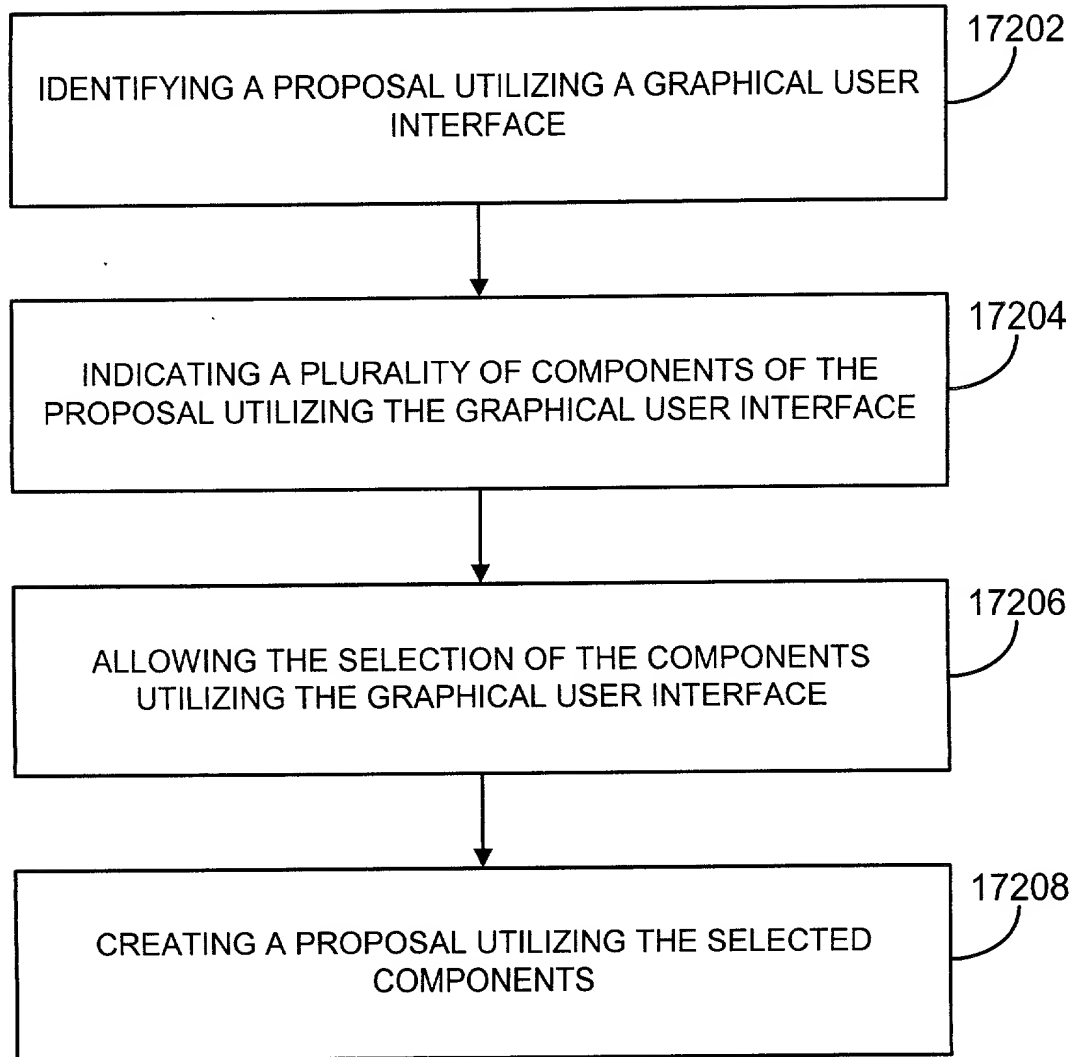 17202
IDENTIFYING A PROPOSAL UTILIZING A GRAPHICAL USER
INTERFACE
17204
INDICATING A PLURALITY OF COMPONENTS OF THE
PROPOSAL UTILIZING THE GRAPHICAL USER INTERFACE
17206
ALLOWING THE SELECTION OF THE COMPONENTS
UTILIZING THE GRAPHICAL USER INTERFACE
17208
CREATING A PROPOSAL UTILIZING THE SELECTED
COMPONENTS